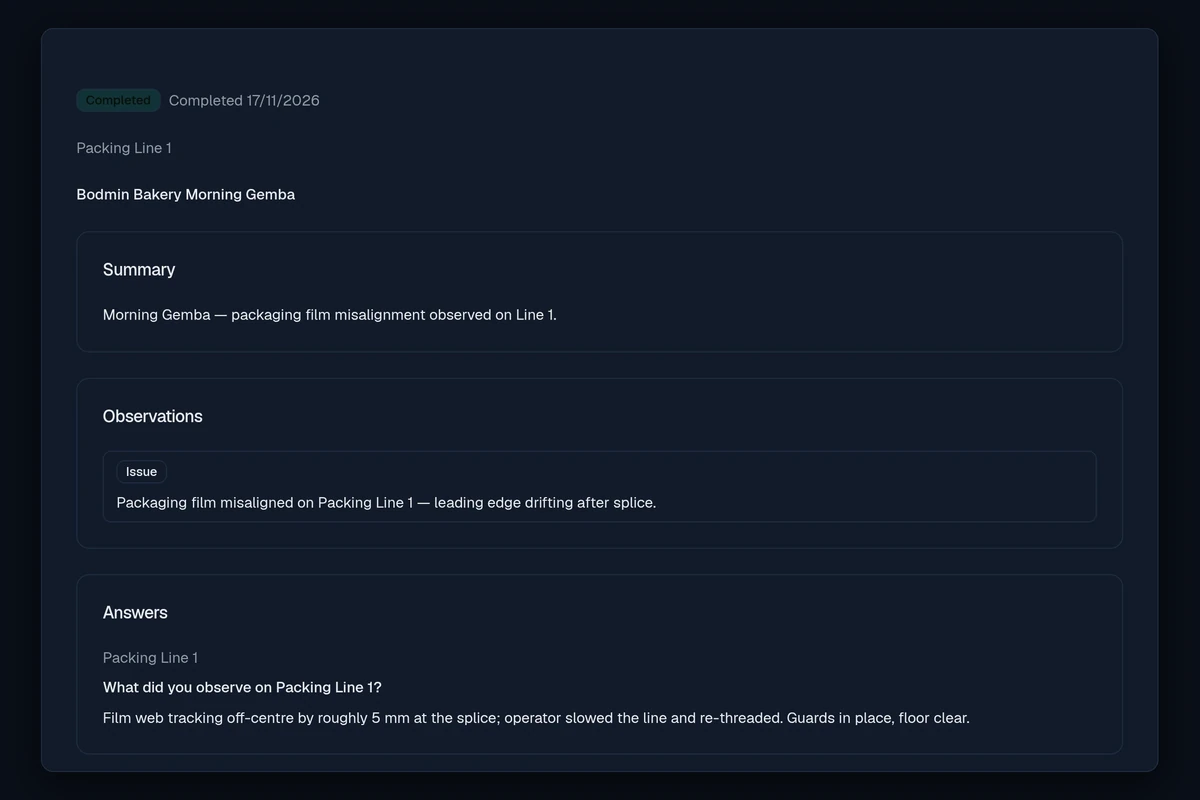 Completed Completed 17/11/2026
Packing Line 1
Bodmin Bakery Morning Gemba
Summary
Morning Gemba — packaging film misalignment observed on Line 1.
Observations
Issue
Packaging film misaligned on Packing Line 1 — leading edge drifting after splice.
Answers
Packing Line 1
What did you observe on Packing Line 1?
Film web tracking off-centre by roughly 5 mm at the splice; operator slowed the line and re-threaded. Guards in place, floor clear.